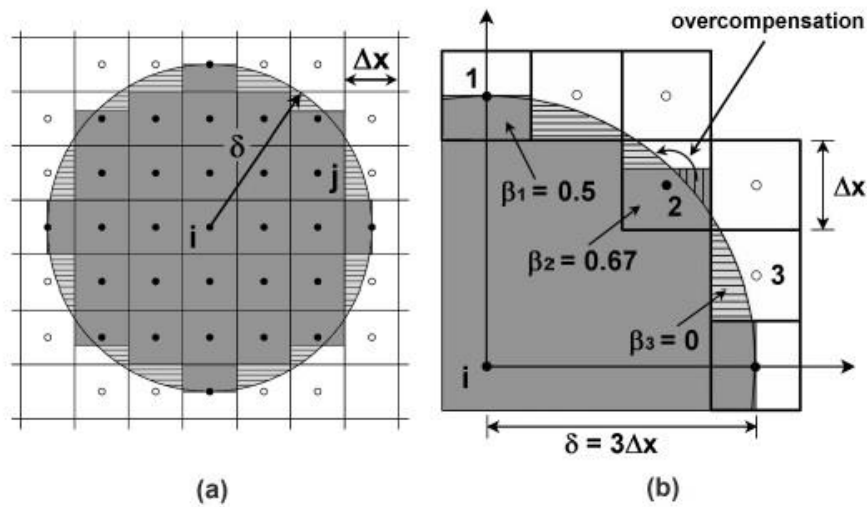 overcompensation
Δx
δ
j
i
(a)
1
β1 = 0.5
2
β2 = 0.67
Δx
3
β3 = 0
i
δ = 3Δx
(b)